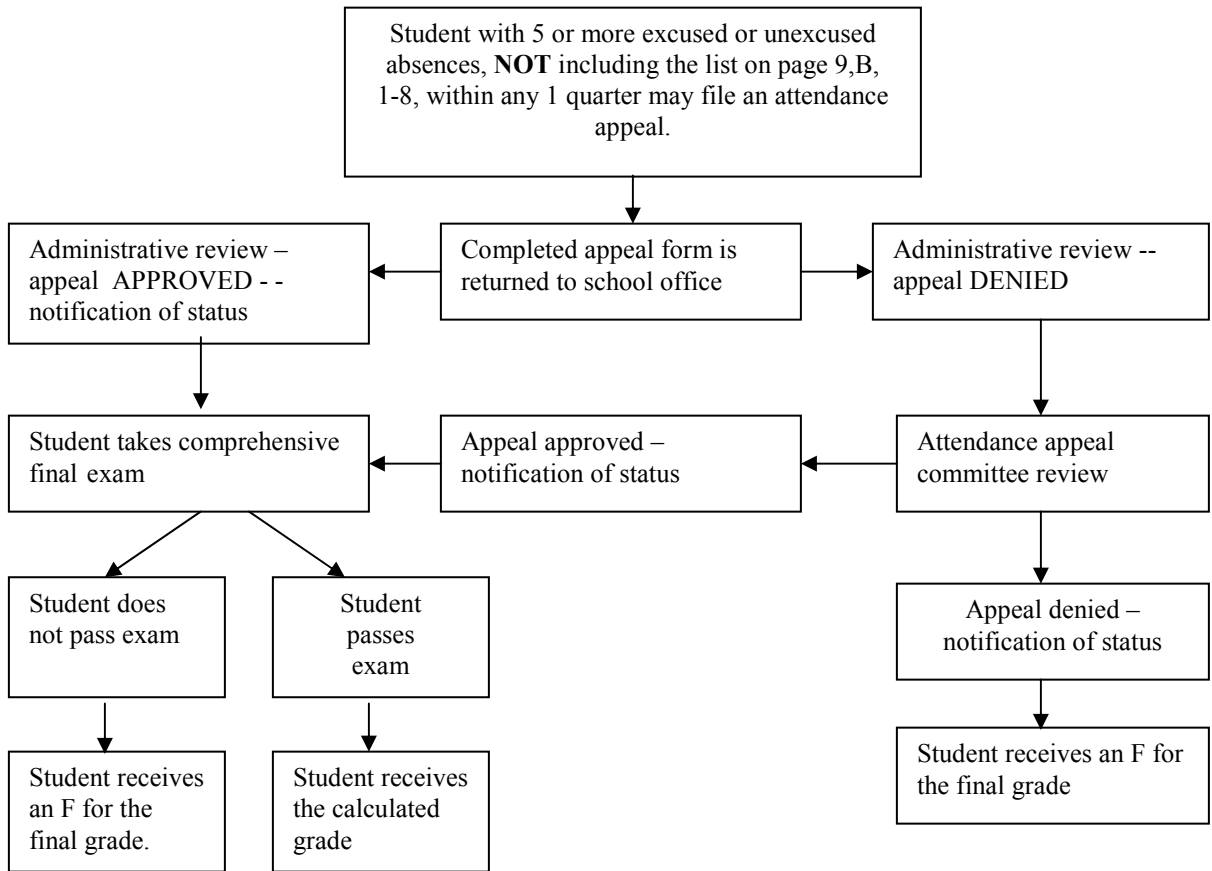 Student with 5 or more excused or unexcused
absences, NOT including the list on page 9,B,
1-8, within any 1 quarter may file an attendance
appeal.
Administrative review –
appeal  APPROVED - -
notification of status
Completed appeal form is
returned to school office
Administrative review --
appeal DENIED
Student takes comprehensive
final exam
Appeal approved –
notification of status
Attendance appeal
committee review
Student does
not pass exam
Student
passes
exam
Appeal denied –
notification of status
Student receives
an F for the
final grade.
Student receives
the calculated
grade
Student receives an F for
the final grade